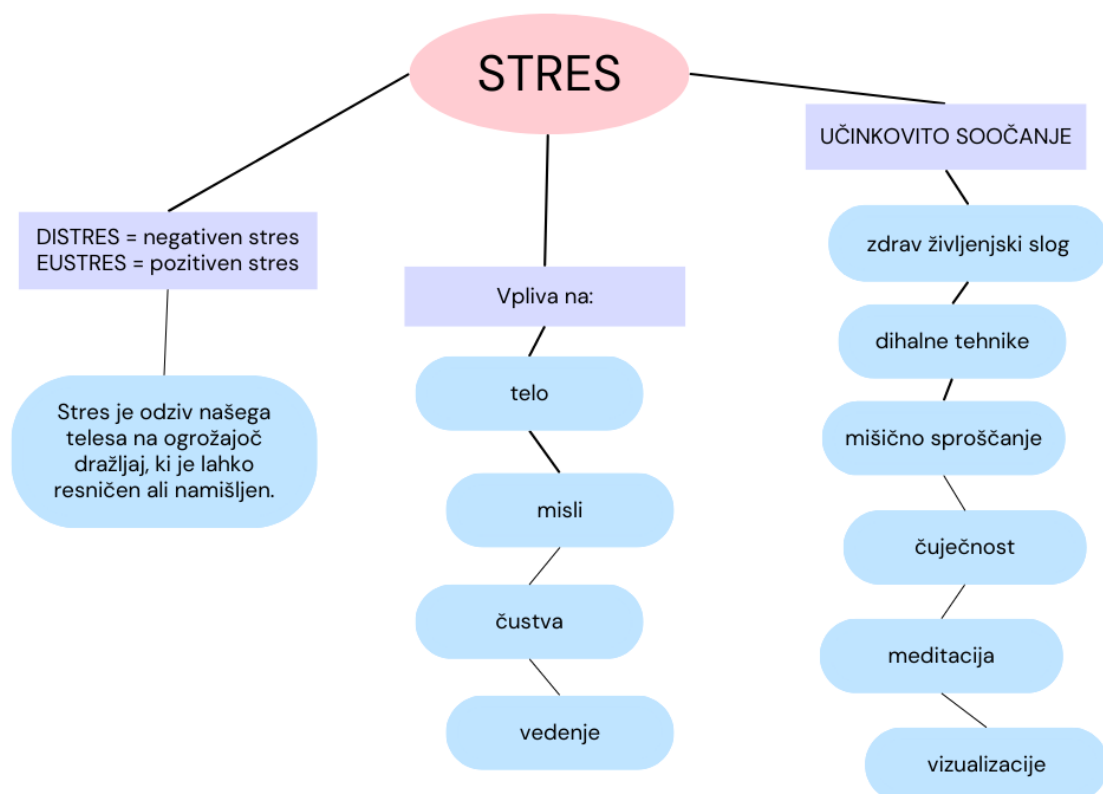 STRES
DISTRES = negativen stres
EUSTRES = pozitiven stres
Stres je odziv našega
telesa na ogrožajoč
dražljaj, ki je lahko
resničen ali namišljen.
Vpliva na:
telo
misli
čustva
vedenje
UČINKOVITO SOOČANJE
zdrav življenjski slog
dihalne tehnike
mišično sproščanje
čuječnost
meditacija
vizualizacije